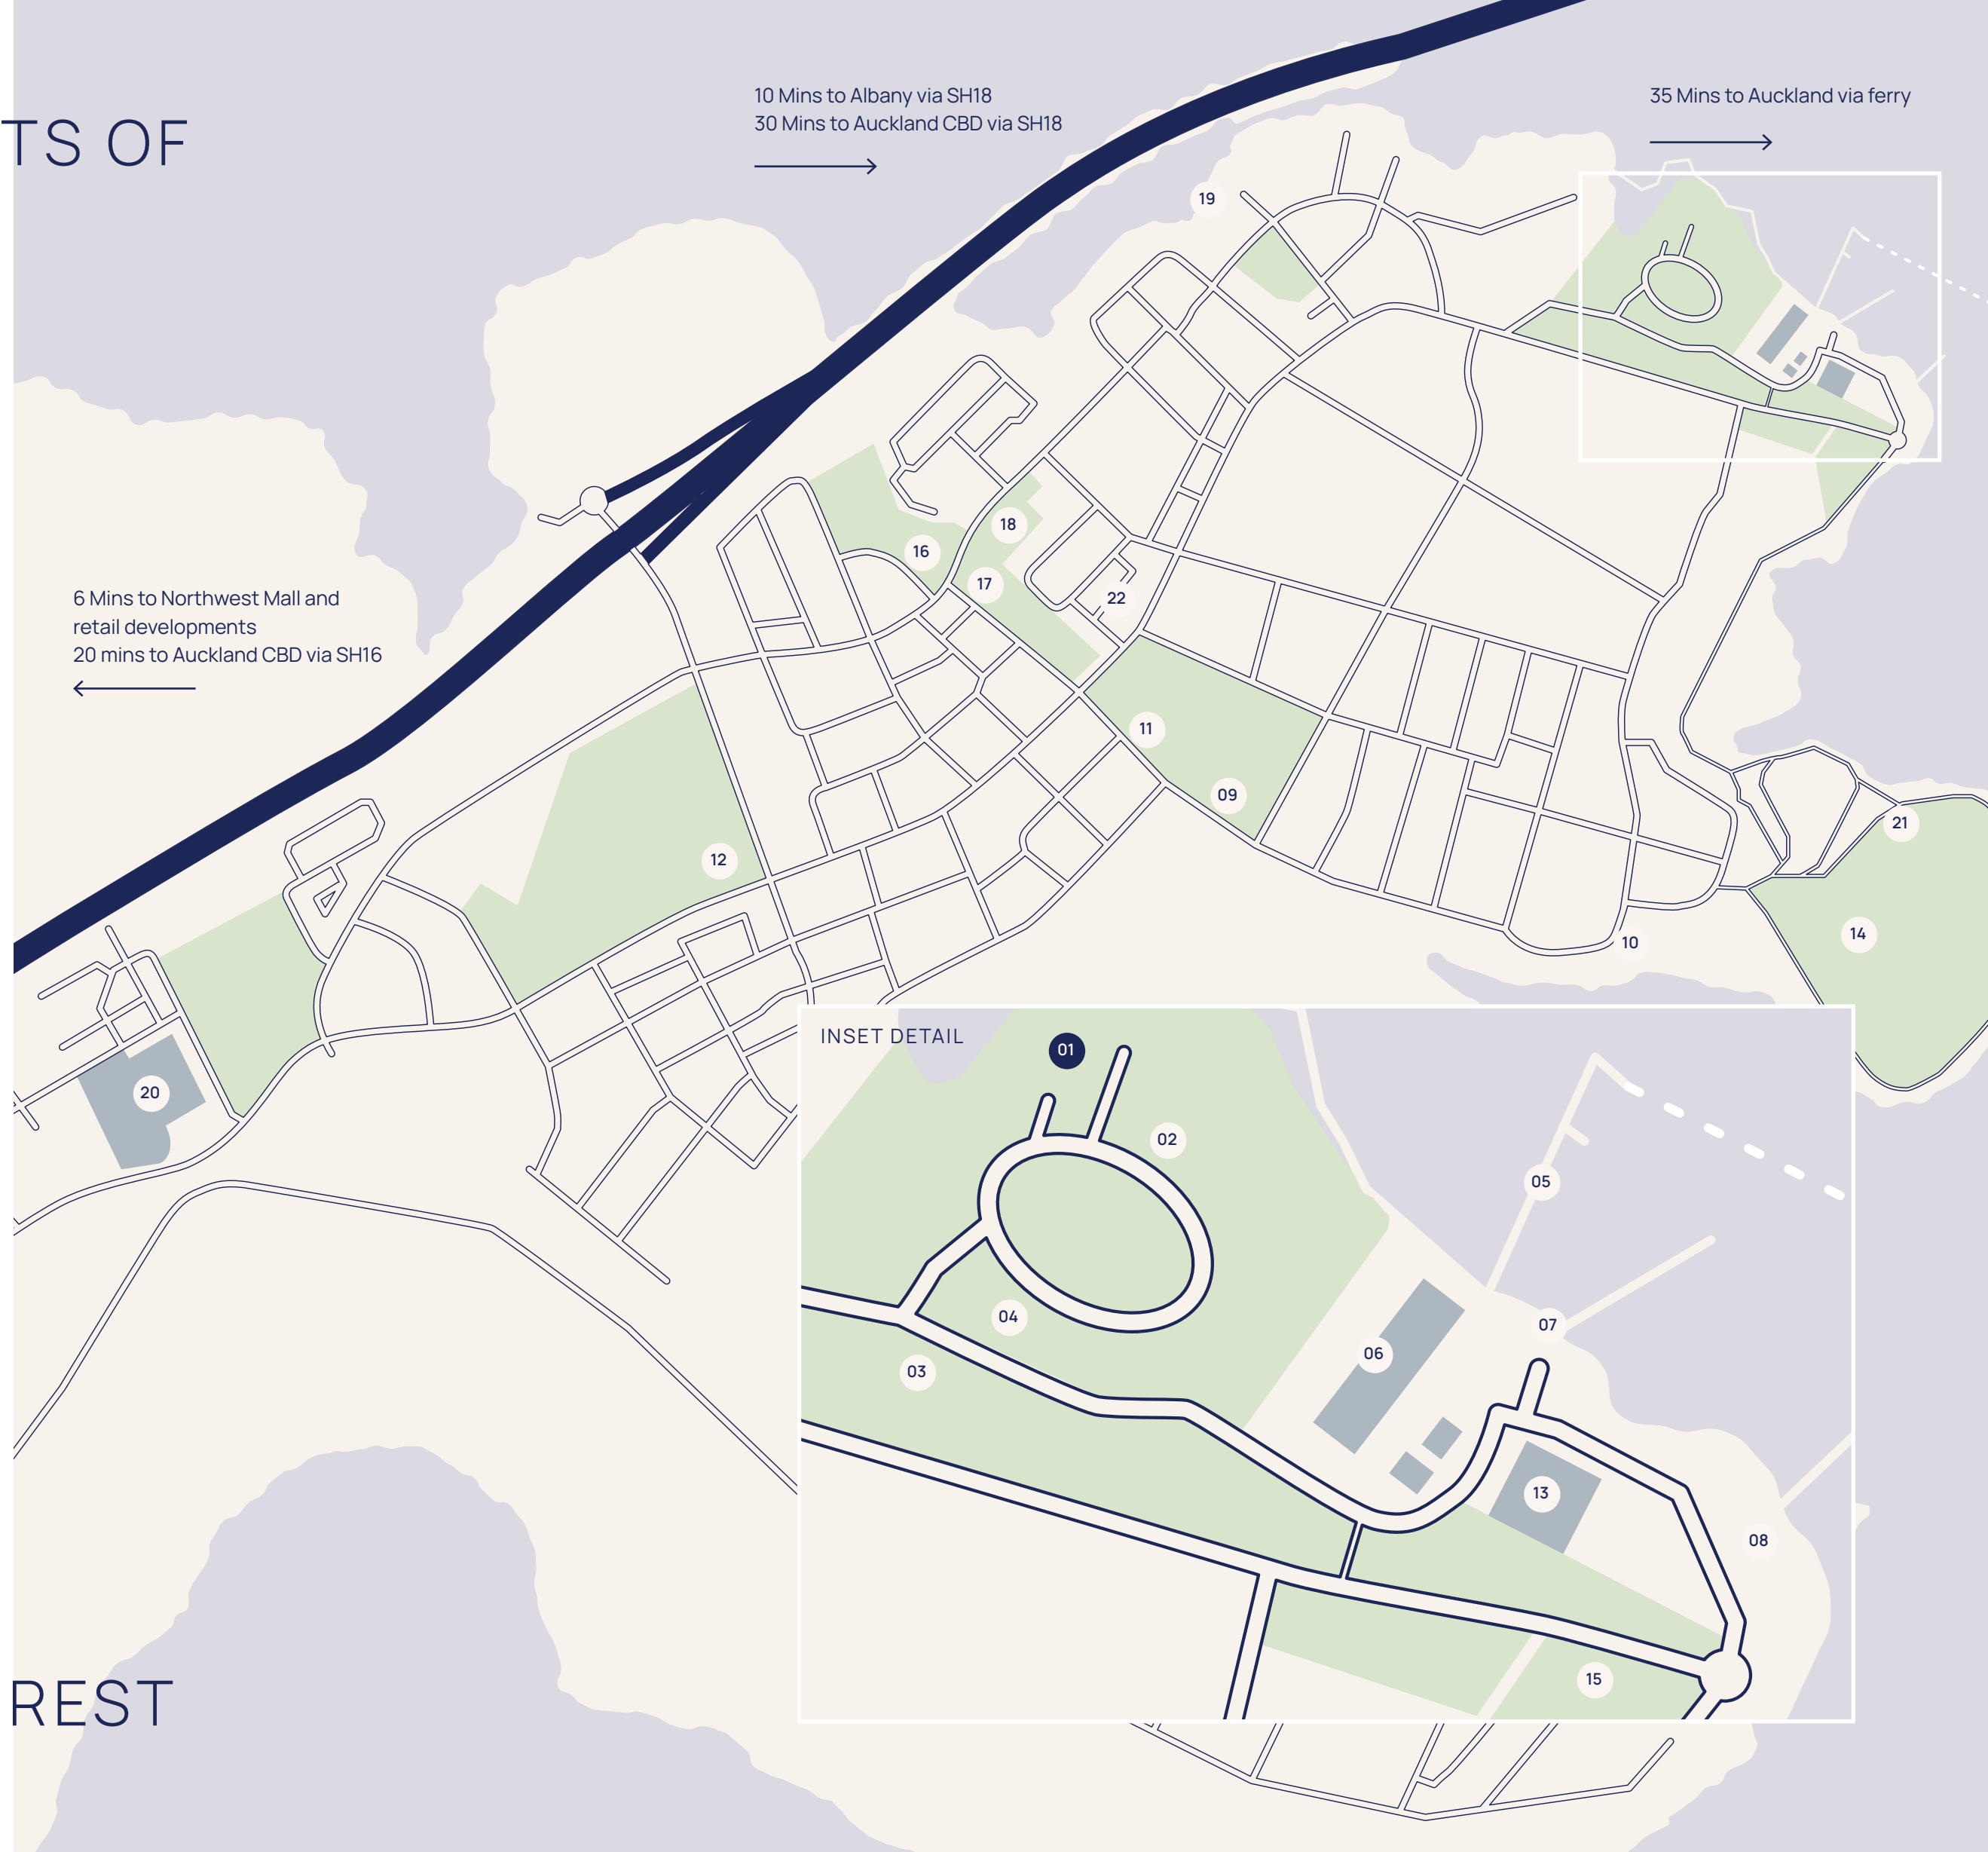 TS OF
10 Mins to Albany via SH18
30 Mins to Auckland CBD via SH18
35 Mins to Auckland via ferry
19
18
16
17
22
6 Mins to Northwest Mall and
retail developments
20 mins to Auckland CBD via SH16
11
09
12
21
14
10
20
INSET DETAIL
01
02
05
04
07
03
06
13
08
15
REST